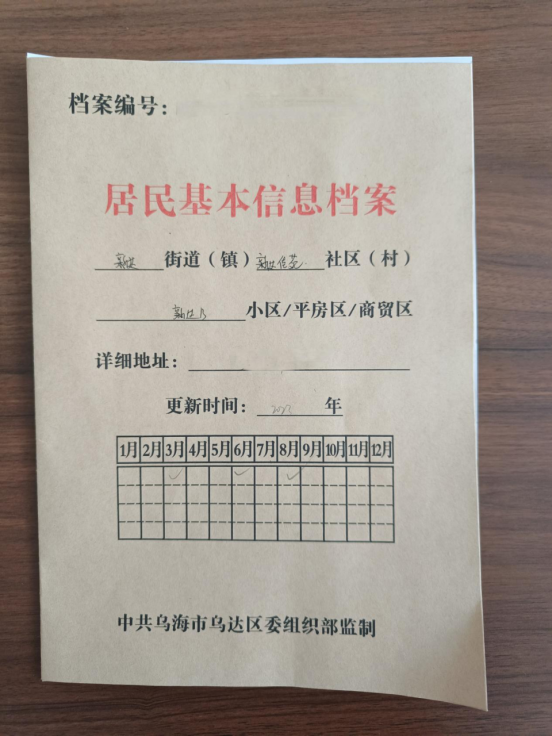 档案编号：
居民基本信息档案
新达 街道（镇） 社区（村）
小区/平房区/商贸区
详细地址：
更新时间： 2023 年
1月 2月 3月 4月 5月 6月 7月 8月 9月 10月 11月 12月
✓ ✓ ✓
中共乌海市乌达区委组织部监制